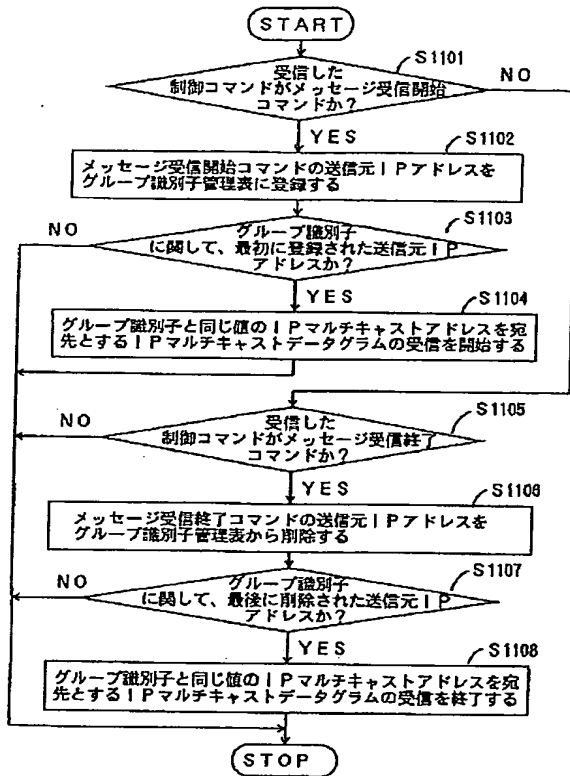 START
S1101
受信した
制御コマンドがメッセージ受信開始
コマンドか?
NO
YES
S1102
メッセージ受信開始コマンドの送信元IPアドレスを
グループ識別子管理表に登録する
S1103
NO
グループ識別子
に関して、最初に登録された送信元IP
アドレスか?
YES
S1104
グループ識別子と同じ値のIPマルチキャストアドレスを宛
先とするIPマルチキャストデータグラムの受信を開始する
S1105
NO
受信した
制御コマンドがメッセージ受信終了
コマンドか?
YES
S1106
メッセージ受信終了コマンドの送信元IPアドレスを
グループ識別子管理表から削除する
S1107
NO
グループ識別子
に関して、最後に削除された送信元IP
アドレスか?
YES
S1108
グループ識別子と同じ値のIPマルチキャストアドレスを宛
先とするIPマルチキャストデータグラムの受信を終了する
STOP